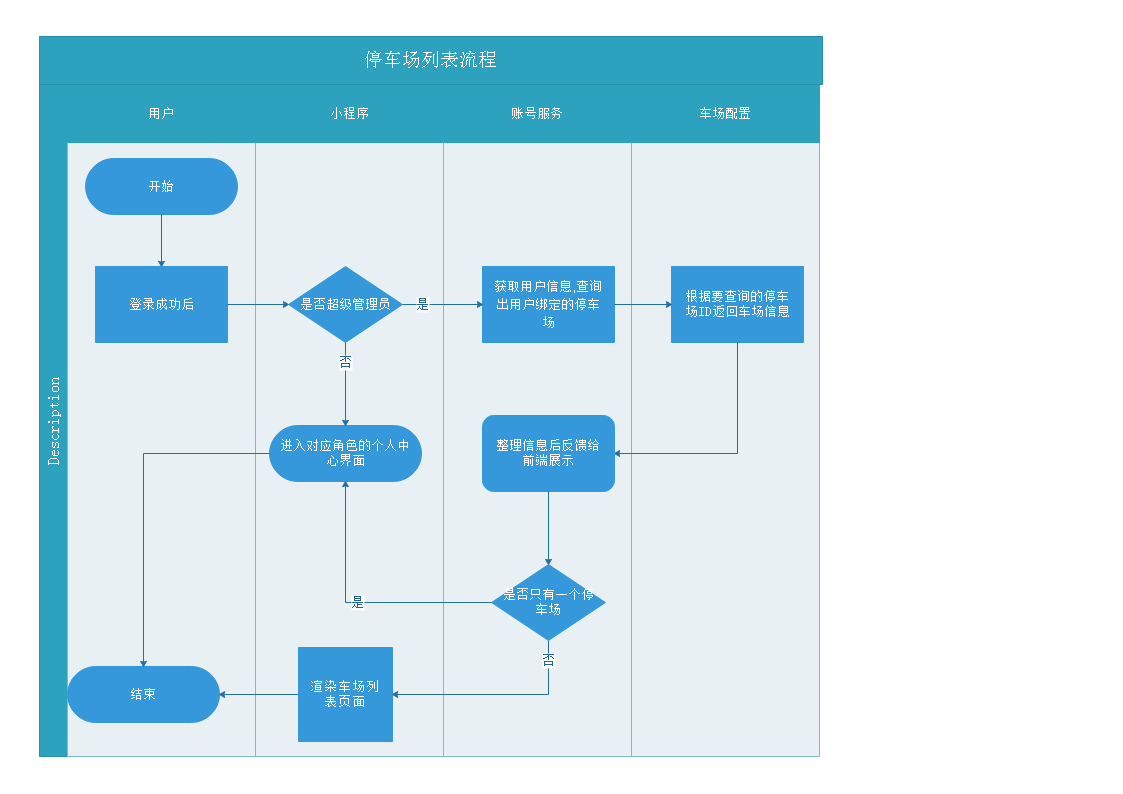 停车场列表流程
用户
小程序
账号服务
车场配置
Description
开始
登录成功后
是否超级管理员
是
获取用户信息,查询
出用户绑定的停车
场
根据要查询的停车
场ID返回车场信息
否
进入对应角色的个人中
心界面
整理信息后反馈给
前端展示
是否只有一个停
车场
是
否
渲染车场列
表页面
结束